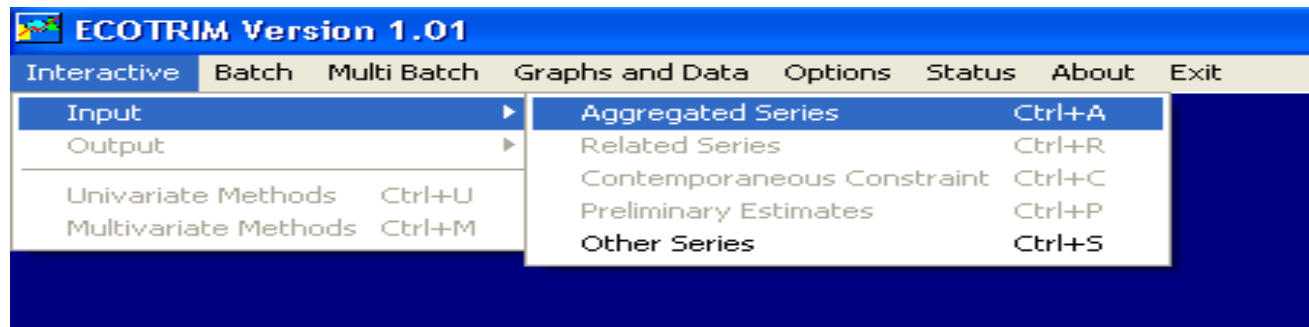 ECOTRIM Version 1.01
Interactive Batch Multi Batch Graphs and Data Options Status About Exit
Input
Output
Univariate Methods Ctrl+U
Multivariate Methods Ctrl+M
Aggregated Series Ctrl+A
Related Series Ctrl+R
Contemporaneous Constraint Ctrl+C
Preliminary Estimates Ctrl+P
Other Series Ctrl+S